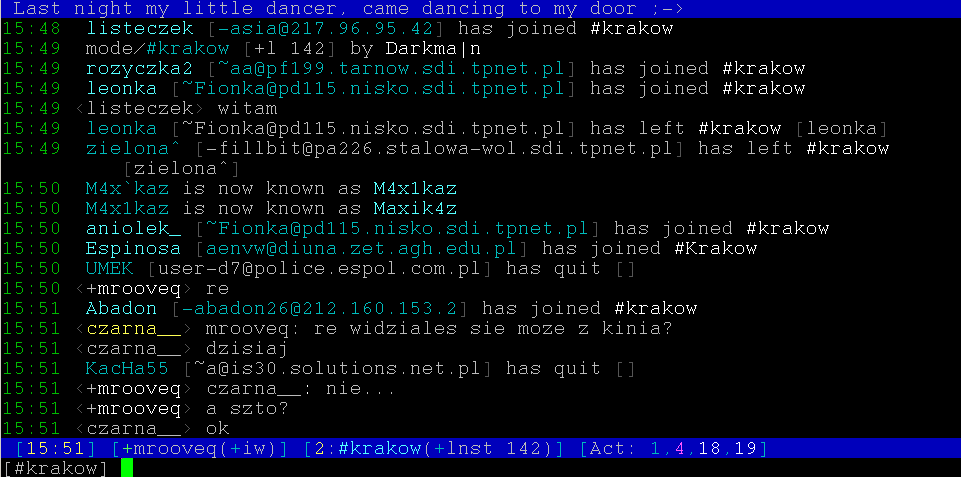 Last night my little dancer, came dancing to my door ;->
15:48 listeczek [~asia@217.96.95.42] has joined #krakow
15:49 mode/#krakow [+l 142] by Darkma|n
15:49 rozyczka2 [~aa@pf199.tarnow.sdi.tpnet.pl] has joined #krakow
15:49 leonka [~Fionka@pd115.nisko.sdi.tpnet.pl] has joined #krakow
15:49 <listeczek> witam
15:49 leonka [~Fionka@pd115.nisko.sdi.tpnet.pl] has left #krakow [leonka]
15:49 zielona^ [~fillbit@pa226.stalowa-wol.sdi.tpnet.pl] has left #krakow
[zielona^]
15:50 M4x`kaz is now known as M4x1kaz
15:50 M4x1kaz is now known as Maxik4z
15:50 aniolek_ [~Fionka@pd115.nisko.sdi.tpnet.pl] has joined #krakow
15:50 Espinosa [aenvw@diuna.zet.agh.edu.pl] has joined #Krakow
15:50 UMEK [user-d7@police.espol.com.pl] has quit []
15:50 <+mrooveq> re
15:51 Abadon [~abadon26@212.160.153.2] has joined #krakow
15:51 <czarna__> mrooveq: re widziales sie moze z kinia?
15:51 <czarna__> dzisiaj
15:51 KacHa55 [~a@is30.solutions.net.pl] has quit []
15:51 <+mrooveq> czarna__: nie...
15:51 <+mrooveq> a szto?
15:51 <czarna__> ok
[15:51] [+mrooveq(+iw)] [2:#krakow(+lnst 142)] [Act: 1,4,18,19]
[#krakow]